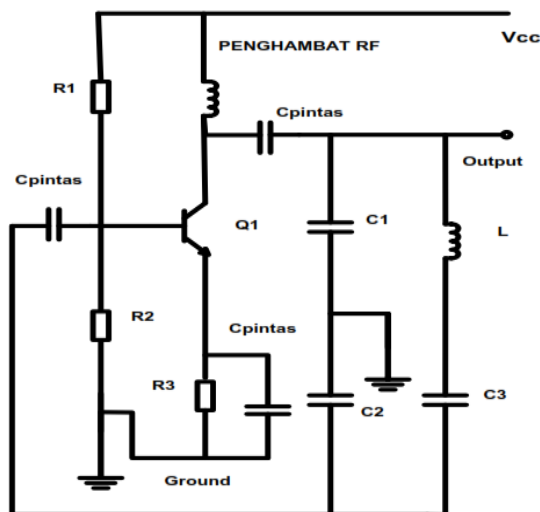 Vcc
PENGHAMBAT RF
R1
Cpintas
Output
Cpintas
Q1
C1
L
R2
Cpintas
R3
C2
C3
Ground